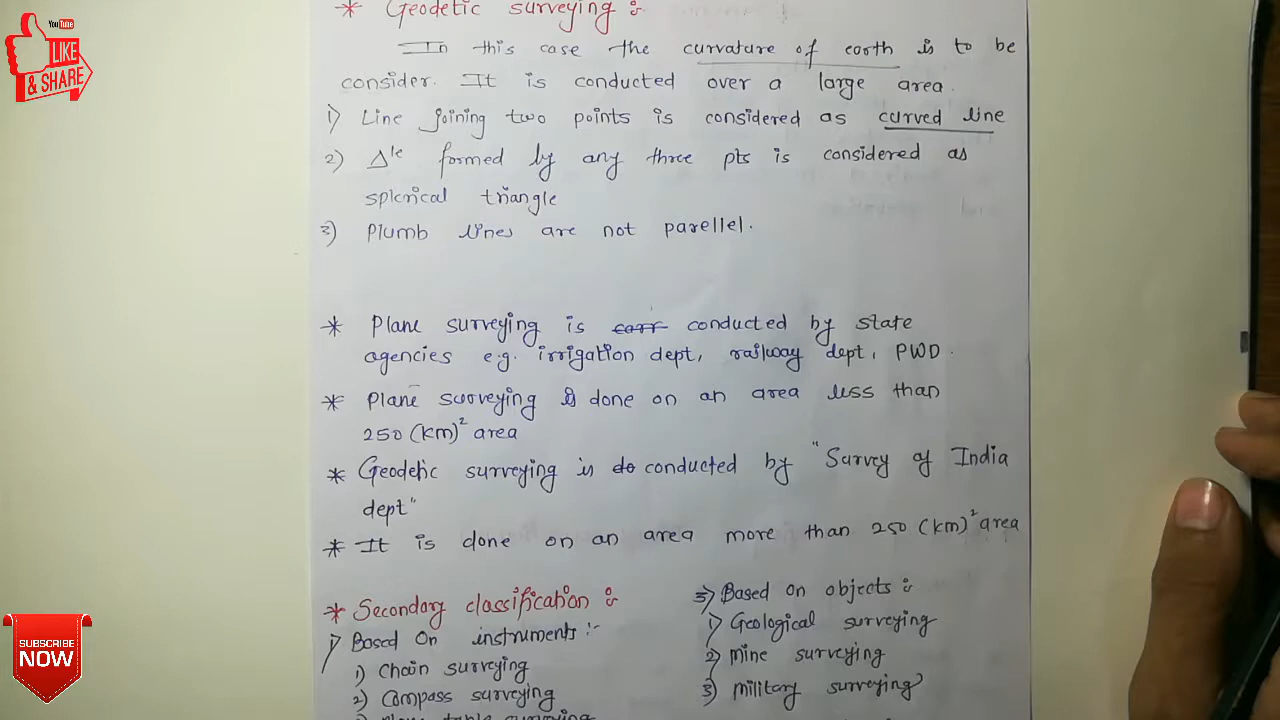 * Geodetic surveying :
In this case the curvature of earth is to be
consider. It is conducted over a large area.
1) Line joining two points is considered as curved line
2) Δle formed by any three pts is considered as
spherical triangle
3) Plumb lines are not parellel.
* Plane surveying is conducted by state
agencies e.g. irrigation dept, railway dept, PWD.
* Plane surveying is done on an area less than
250 (km)² area
* Geodetic surveying is conducted by "Survey of India
dept"
* It is done on an area more than 250 (km)² area
* Secondary classification :
1) Based On instruments :-
1) Chain surveying
2) Compass surveying
3) Based on objects :
1) Geological surveying
2) mine surveying
3) military surveying
YouTube
LIKE
& SHARE
SUBSCRIBE
NOW